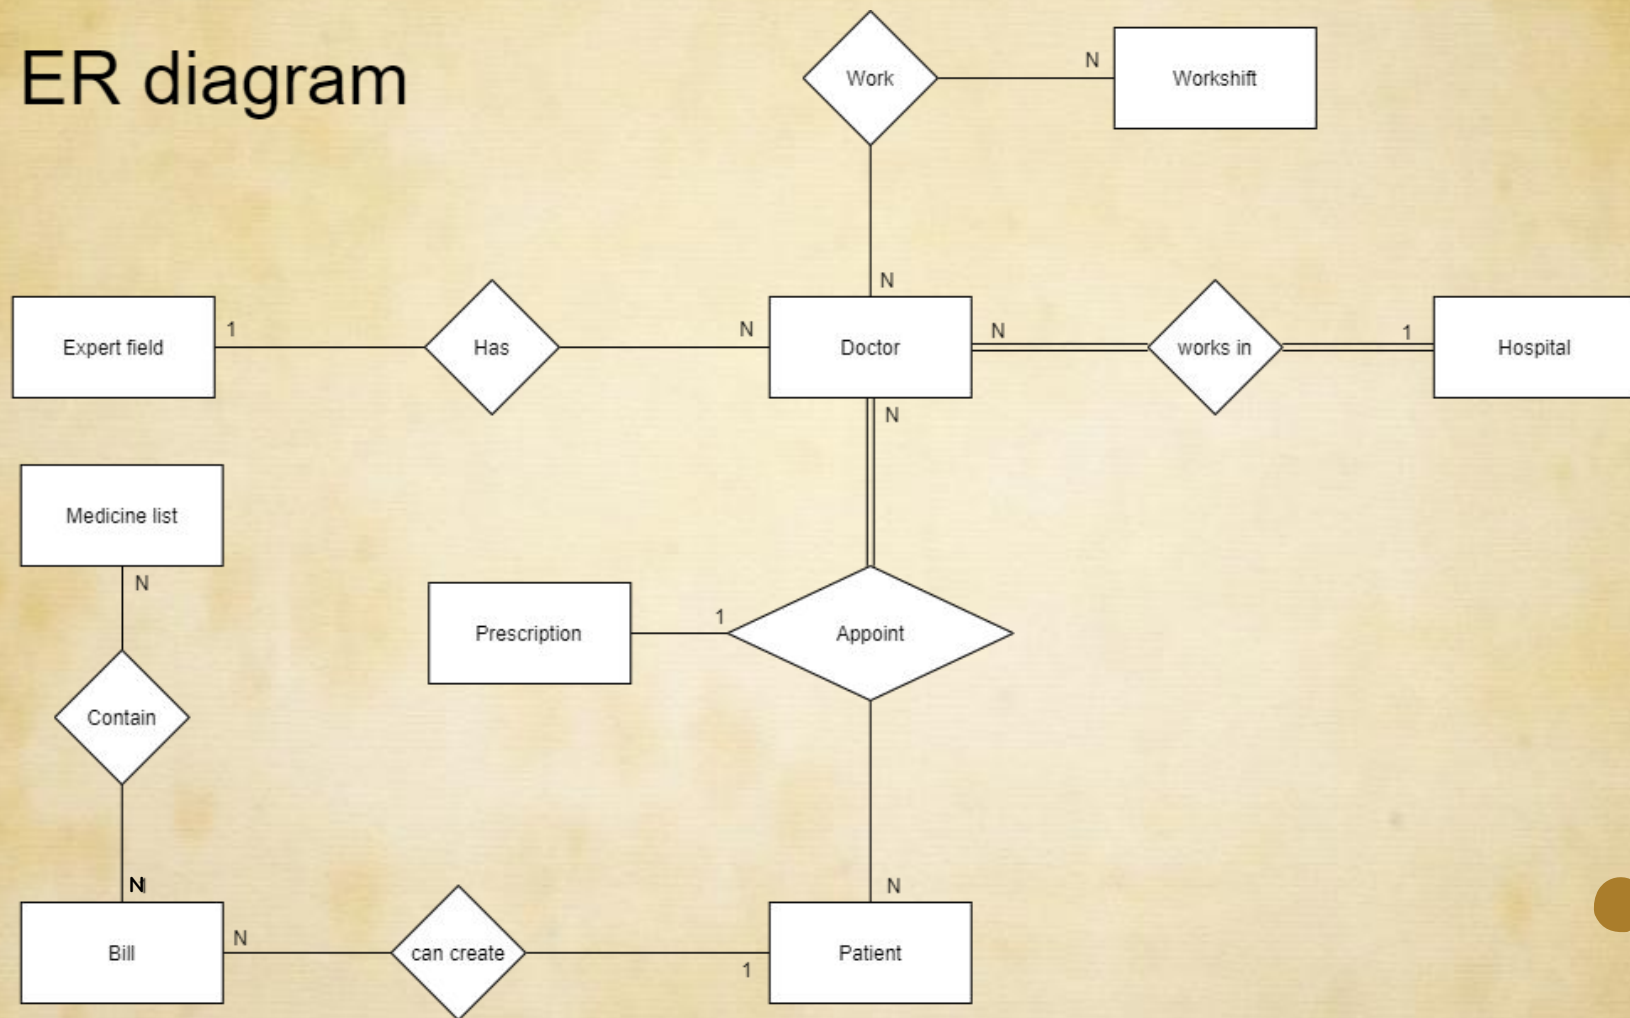 ER diagram
Work
N
Workshift
N
Expert field
1
Has
N
Doctor
N
works in
1
Hospital
N
Medicine list
N
Prescription
1
Appoint
Contain
N
N
Bill
N
can create
1
Patient